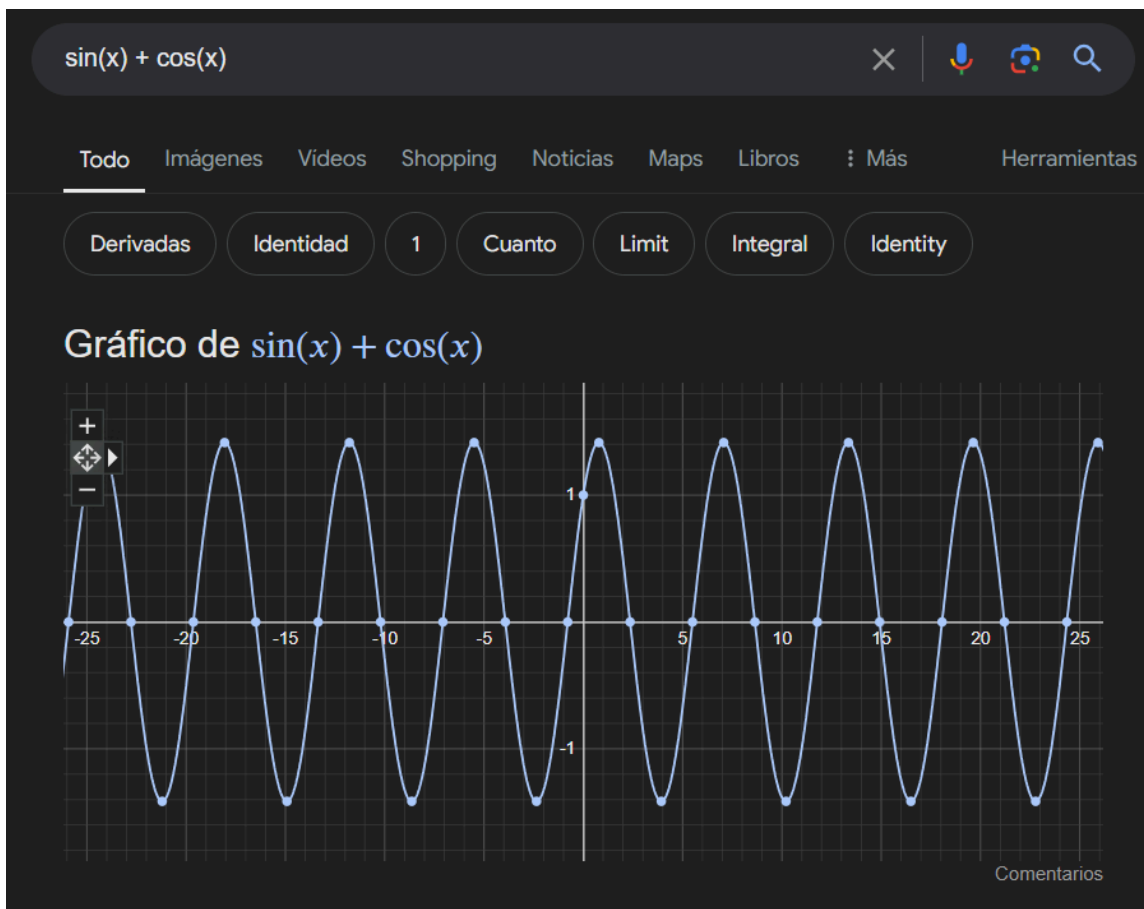 sin(x) + cos(x)
Todo Imágenes Videos Shopping Noticias Maps Libros Más Herramientas
Derivadas Identidad 1 Cuanto Limit Integral Identity
Gráfico de sin(x) + cos(x)
1
-25 -20 -15 -10 -5 5 10 15 20 25
-1
Comentarios